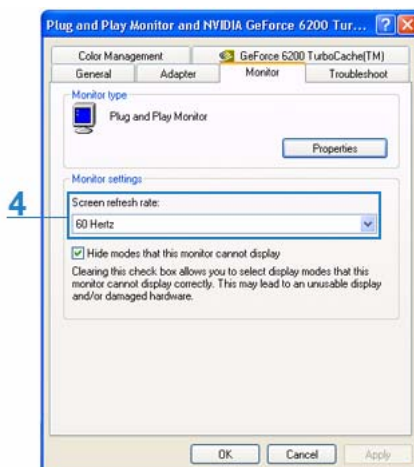 Plug and Play Monitor and NVIDIA GeForce 6200 Tur...
Color Management
GeForce 6200 TurboCache(TM)
General
Adapter
Monitor
Troubleshoot
Monitor type
Plug and Play Monitor
Properties
Monitor settings
4
Screen refresh rate:
60 Hertz
Hide modes that this monitor cannot display
Clearing this check box allows you to select display modes that this
monitor cannot display correctly. This may lead to an unusable display
and/or damaged hardware.
OK
Cancel
Apply